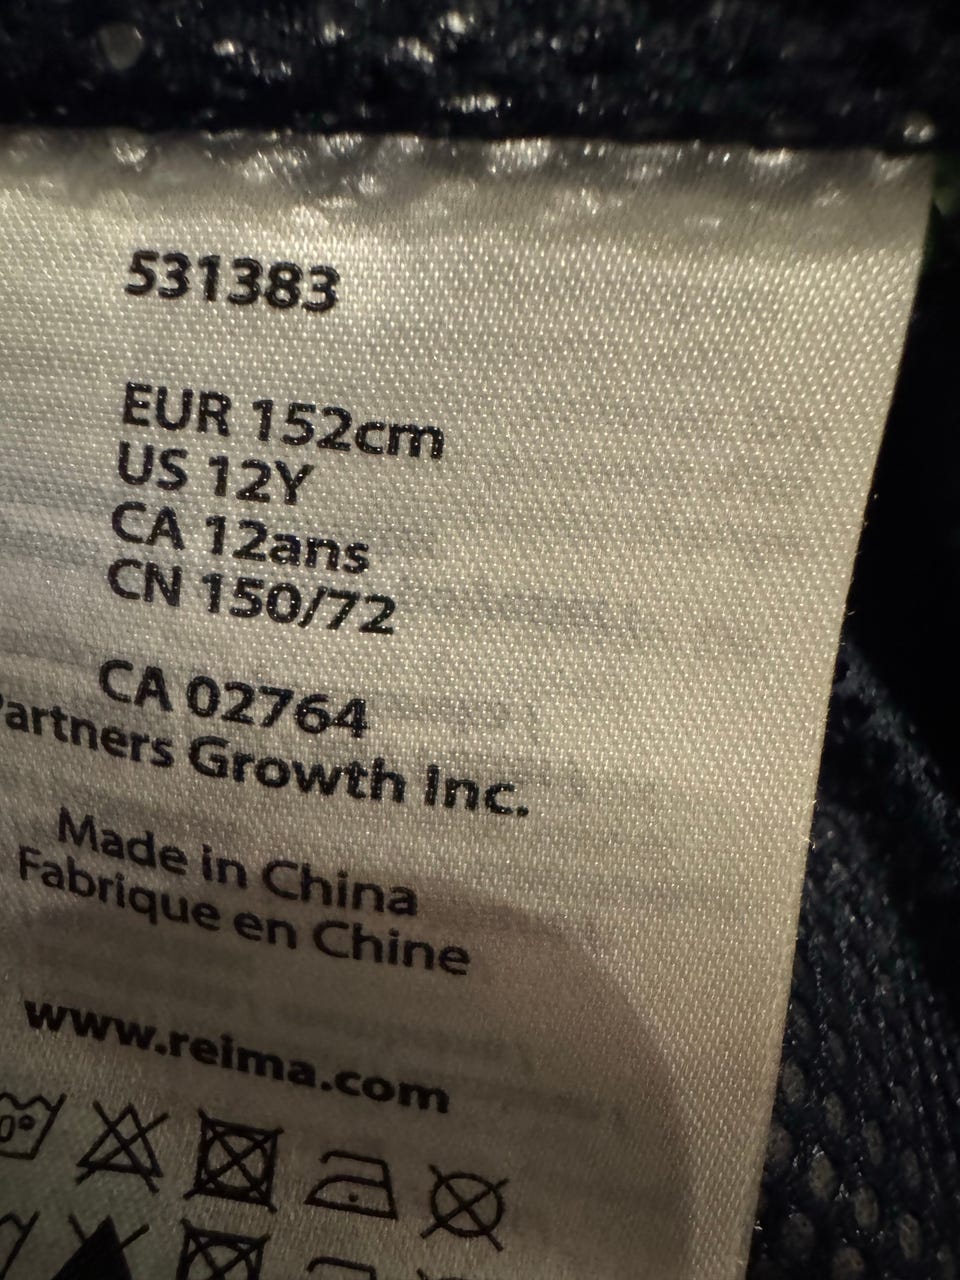 531383
EUR 152cm
US 12Y
CA 12ans
CN 150/72
CA 02764
Partners Growth Inc.
Made in China
Fabrique en Chine
www.reima.com
0°